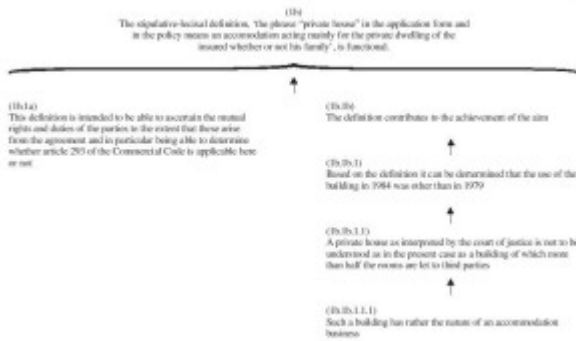 (1b)
The stipulative-lexical definition, 'the phrase "private house" in the application form and
in the policy means an accomodation acting mainly for the private dwelling of the
insured whether or not his family', is functional.
(1b.1a)
This definition is intended to be able to ascertain the mutual
rights and duties of the parties to the extent that these arise
from the agreement and in particular being able to determine
whether article 293 of the Commercial Code is applicable here
or not
(1b.1b)
The definition contributes to the achievement of the aim
(1b.1b.1)
Based on the definition it can be determined that the use of the
building in 1984 was other than in 1979
(1b.1b.1.1)
A private house as interpreted by the court of justice is not to be
understood as in the present case as a building of which more
than half the rooms are let to third parties
(1b.1b.1.1.1)
Such a building has rather the nature of an accommodation
business